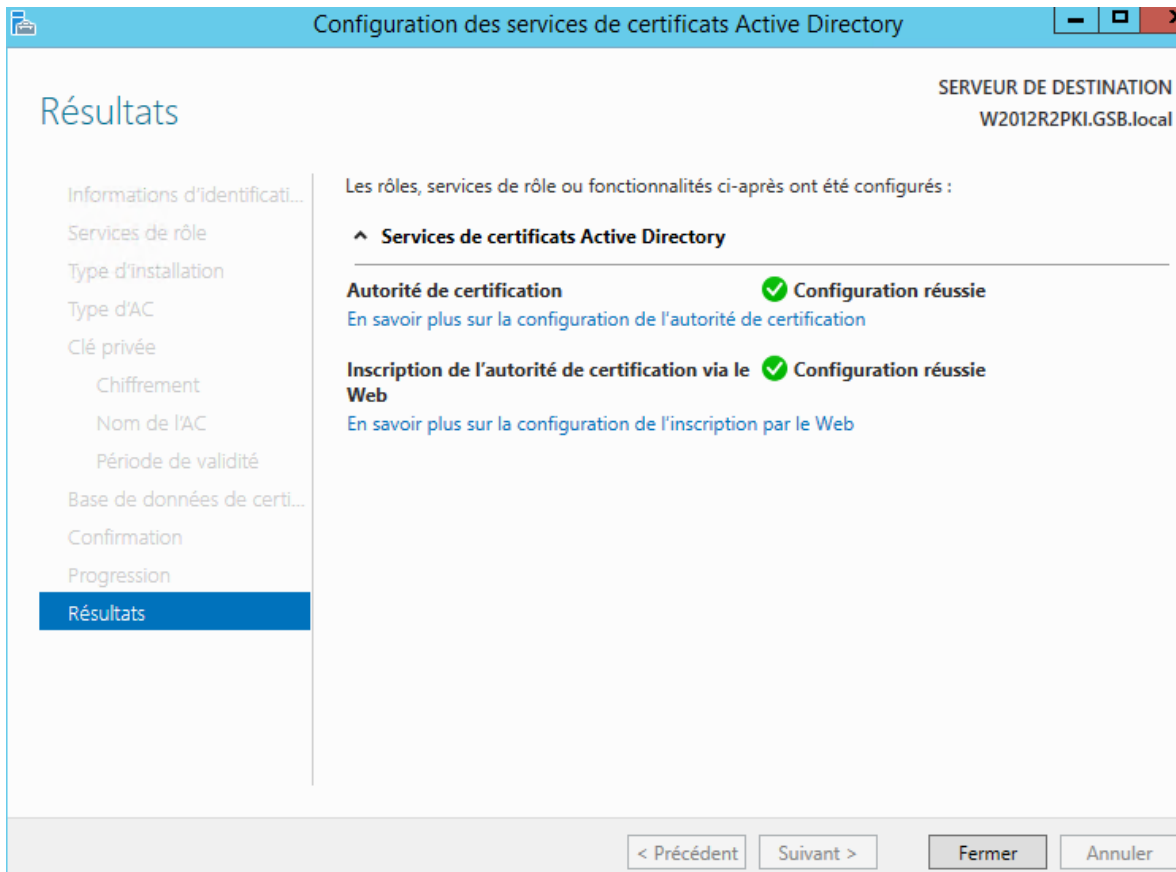 Configuration des services de certificats Active Directory
Résultats
SERVEUR DE DESTINATION
W2012R2PKI.GSB.local
Informations d'identificati...
Services de rôle
Type d'installation
Type d'AC
Clé privée
Chiffrement
Nom de l'AC
Période de validité
Base de données de certi...
Confirmation
Progression
Résultats
Les rôles, services de rôle ou fonctionnalités ci-après ont été configurés :
Services de certificats Active Directory
Autorité de certification Configuration réussie
En savoir plus sur la configuration de l'autorité de certification
Inscription de l'autorité de certification via le Configuration réussie
Web
En savoir plus sur la configuration de l'inscription par le Web
< Précédent Suivant > Fermer Annuler